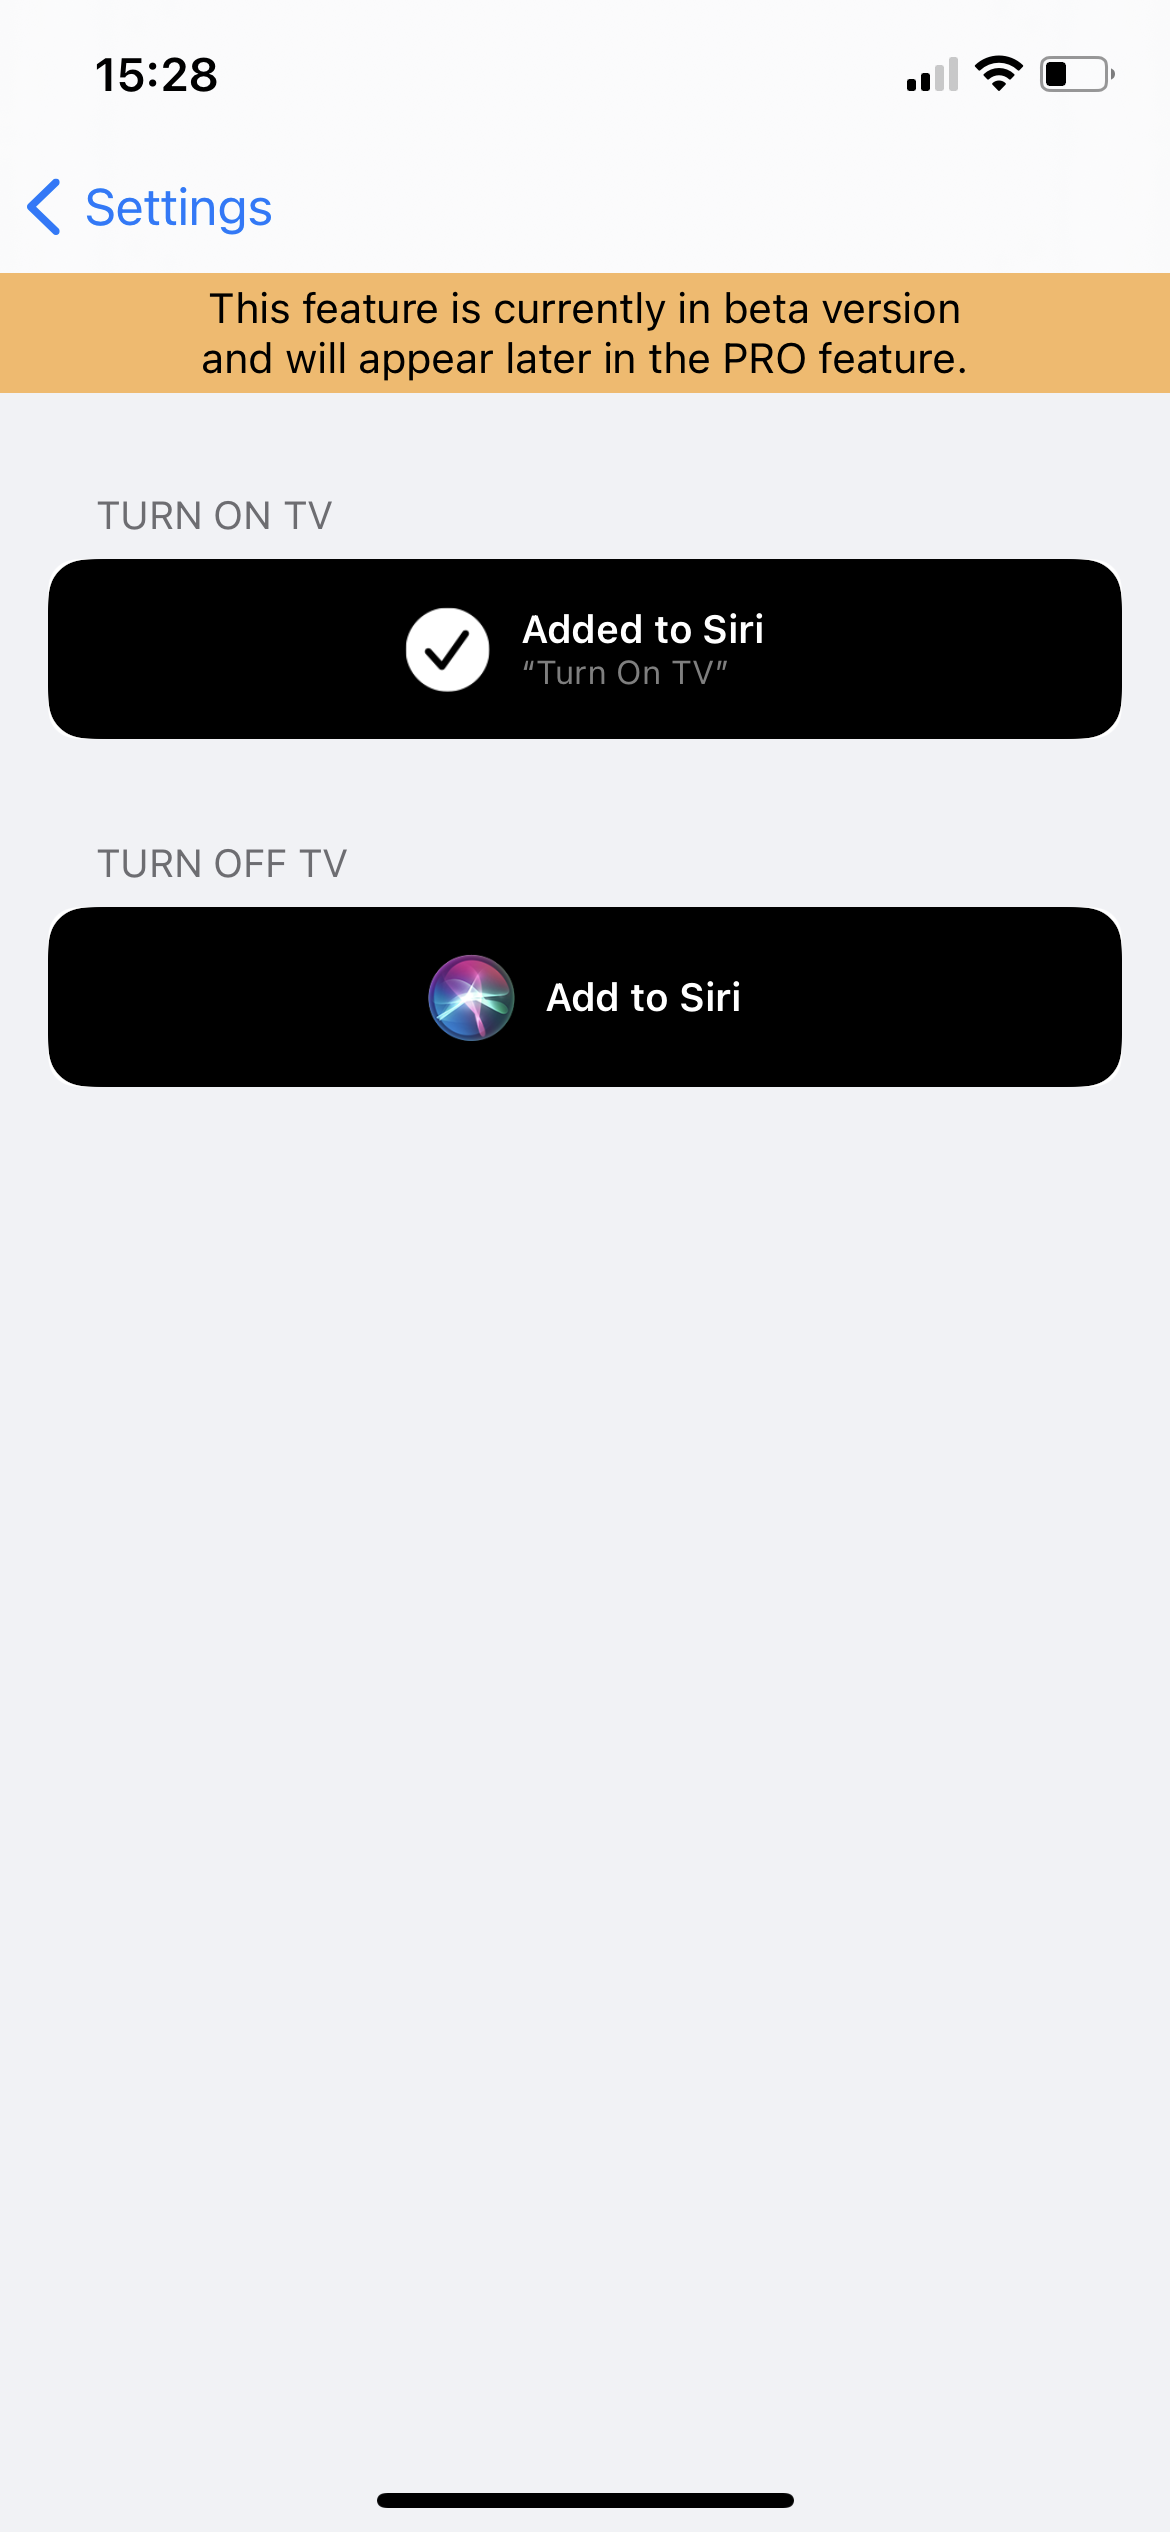 15:28
Settings
This feature is currently in beta version
and will appear later in the PRO feature.
TURN ON TV
Added to Siri
“Turn On TV”
TURN OFF TV
Add to Siri